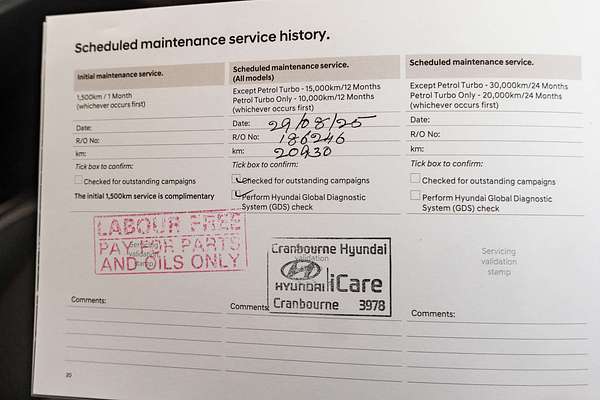 Scheduled maintenance service history.
Initial maintenance service.
1,500km / 1 Month
(whichever occurs first)
Date:
R/O No:
km:
Tick box to confirm:
Checked for outstanding campaigns
The initial 1,500km service is complimentary
LABOUR FREE
PAY FOR PARTS
AND OILS ONLY
Servicing
validation
stamp
Comments:
20
Scheduled maintenance service.
(All models)
Except Petrol Turbo - 15,000km/12 Months
Petrol Turbo Only - 10,000km/12 Months
(whichever occurs first)
Date: 29/08/25
R/O No: 186246
km: 20930
Tick box to confirm:
Checked for outstanding campaigns
Perform Hyundai Global Diagnostic
System (GDS) check
Cranbourne Hyundai
validation
HYUNDAI iCare
Cranbourne 3978
Comments:
Scheduled maintenance service.
Except Petrol Turbo - 30,000km/24 Months
Petrol Turbo Only - 20,000km/24 Months
(whichever occurs first)
Date:
R/O No:
km:
Tick box to confirm:
Checked for outstanding campaigns
Perform Hyundai Global Diagnostic
System (GDS) check
Servicing
validation
stamp
Comments: